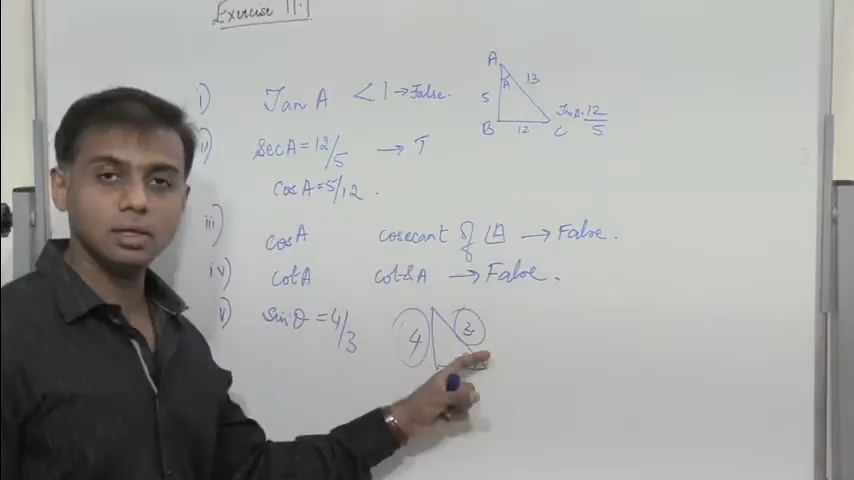 Exercise 11.1
i) Tan A < 1 → False.
A
A
13
5
B
12
C
Tan A = 12/5
ii) Sec A = 12/5 → T
Cos A = 5/12 .
iii) cos A cosecant of ∠A → False .
iv) cot A cot & A → False .
v) Sin θ = 4/3
4
3